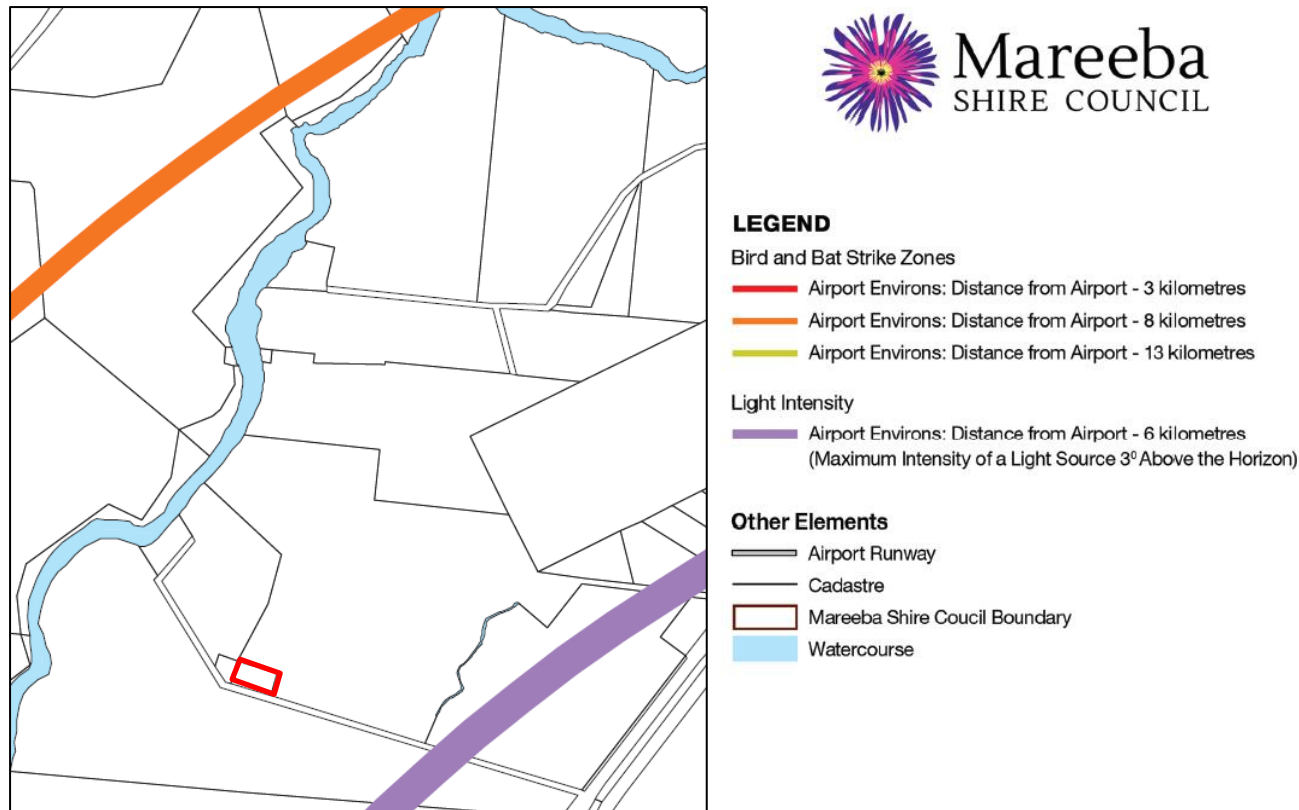 Mareeba
SHIRE COUNCIL
LEGEND
Bird and Bat Strike Zones
Airport Environs: Distance from Airport - 3 kilometres
Airport Environs: Distance from Airport - 8 kilometres
Airport Environs: Distance from Airport - 13 kilometres
Light Intensity
Airport Environs: Distance from Airport - 6 kilometres
(Maximum Intensity of a Light Source 3⁰ Above the Horizon)
Other Elements
Airport Runway
Cadastre
Mareeba Shire Coucil Boundary
Watercourse